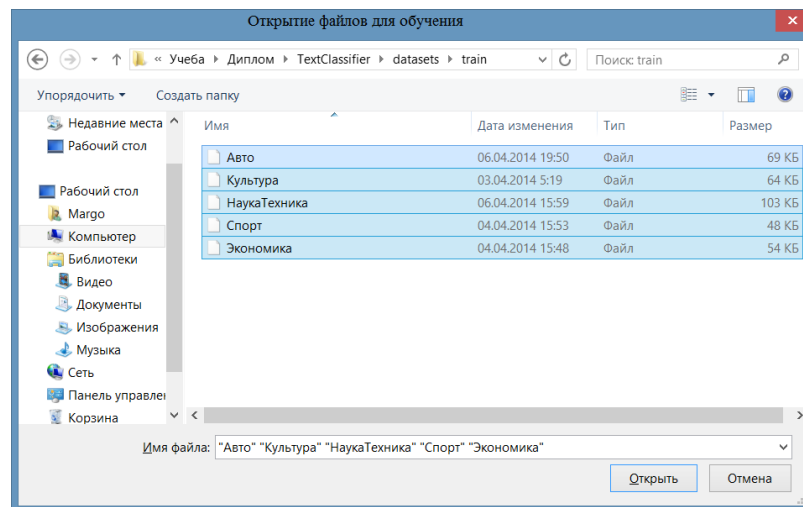 Открытие файлов для обучения
« Учеба ▸ Диплом ▸ TextClassifier ▸ datasets ▸ train
Поиск: train
Упорядочить
Создать папку
Недавние места
Рабочий стол
Рабочий стол
Margo
Компьютер
Библиотеки
Видео
Документы
Изображения
Музыка
Сеть
Панель управлен
Корзина
Имя Дата изменения Тип Размер
Авто 06.04.2014 19:50 Файл 69 КБ
Культура 03.04.2014 5:19 Файл 64 КБ
НаукаТехника 06.04.2014 15:59 Файл 103 КБ
Спорт 04.04.2014 15:53 Файл 48 КБ
Экономика 04.04.2014 15:48 Файл 54 КБ
Имя файла: "Авто" "Культура" "НаукаТехника" "Спорт" "Экономика"
Открыть
Отмена